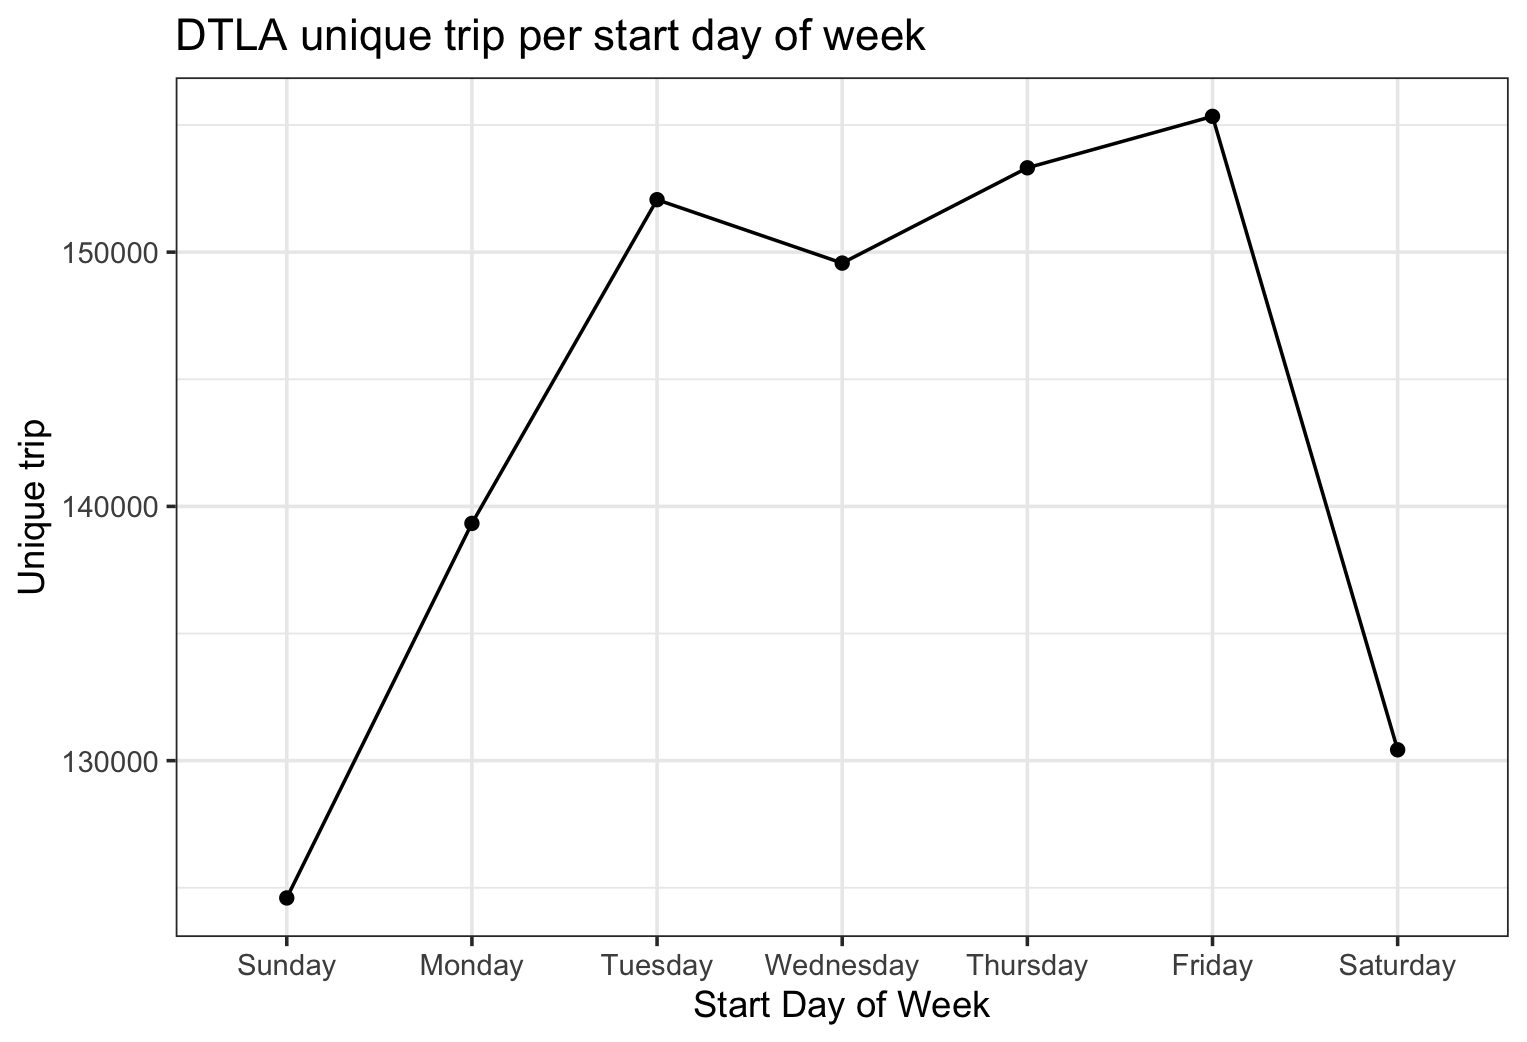 DTLA unique trip per start day of week
Unique trip
150000
140000
130000
Sunday Monday Tuesday Wednesday Thursday Friday Saturday
Start Day of Week